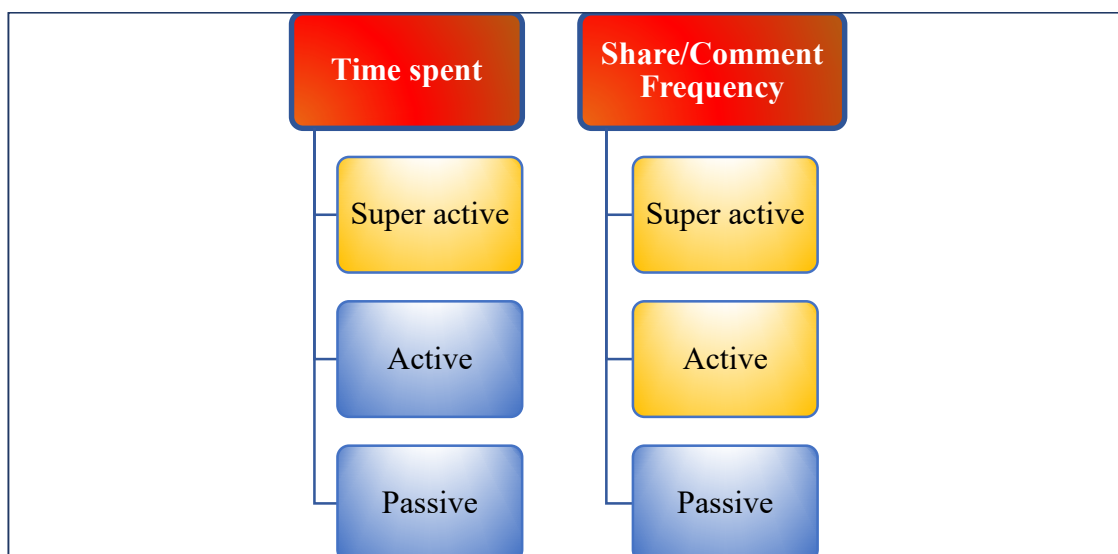 Time spent
Super active
Active
Passive
Share/Comment
Frequency
Super active
Active
Passive